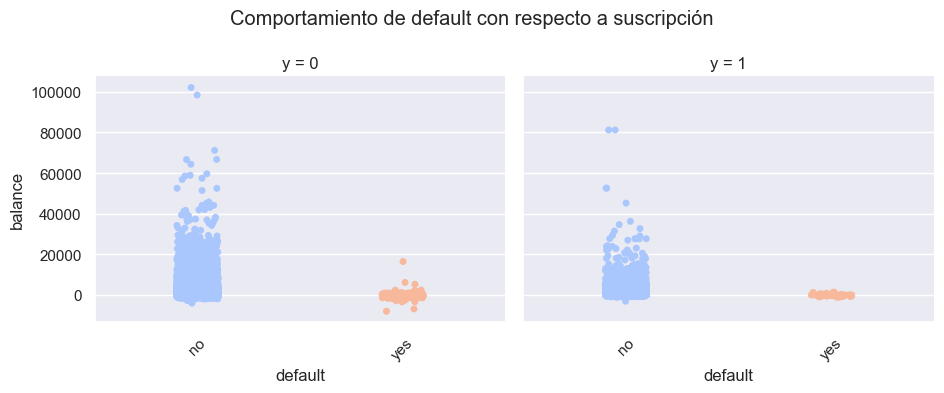 Comportamiento de default con respecto a suscripción
y = 0
y = 1
100000
80000
60000
40000
20000
0
balance
no
yes
no
yes
default
default